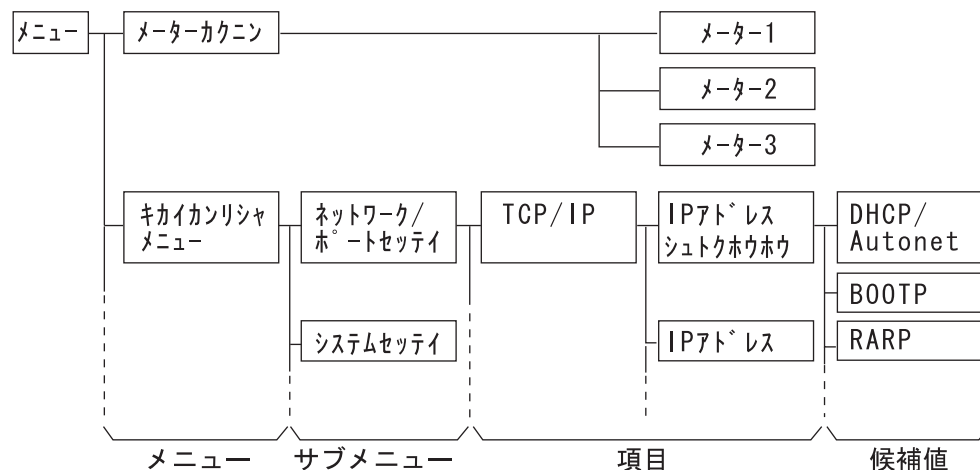 メニュー
メーターカクニン
メーター1
メーター2
メーター3
キカイカンリシャ
メニュー
ネットワーク/
ポートセッテイ
TCP/IP
IPアドレス
シュトクホウホウ
DHCP/
Autonet
BOOTP
RARP
システムセッテイ
IPアドレス
メニュー
サブメニュー
項目
候補値